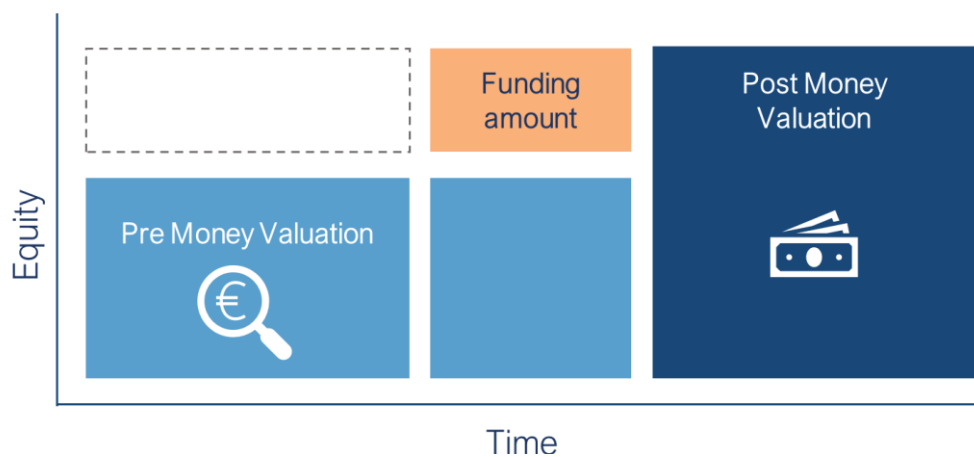 Funding
amount
Post Money
Valuation
Pre Money Valuation
€
Equity
Time